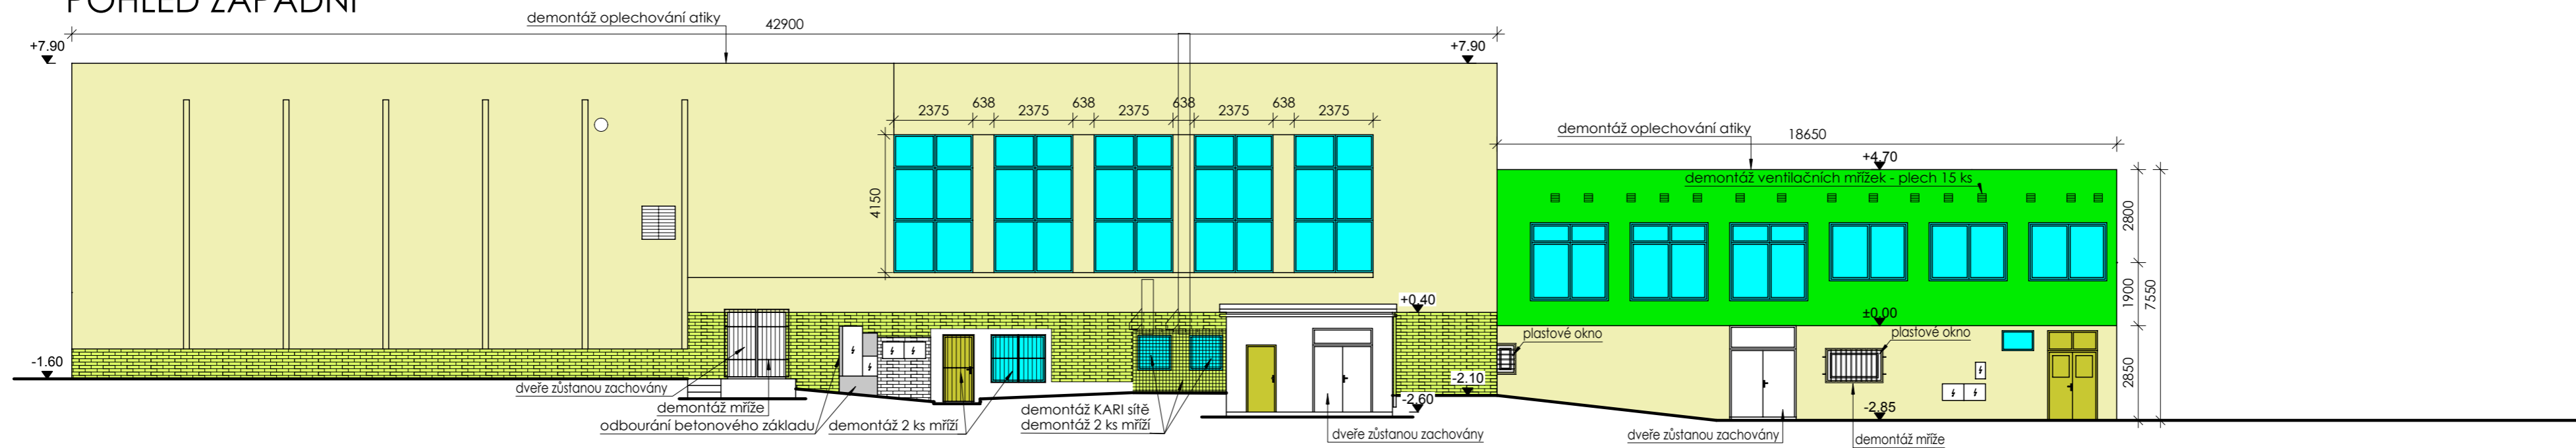 POHLED ZÁPADNÍ
demontáž oplechování atiky
42900
+7.90
+7.90
2375 638 2375 638 2375 638 2375 638 2375
4150
demontáž oplechování atiky
18650
+4.70
demontáž ventilačních mřížek - plech 15 ks
2800
1900
7550
2850
+0.40
±0.00
plastové okno
plastové okno
-1.60
-2.10
-2.60
-2.85
dveře zůstanou zachovány
demontáž mříže
odbourání betonového základu
demontáž 2 ks mříží
demontáž KARI sítě
demontáž 2 ks mříží
dveře zůstanou zachovány
dveře zůstanou zachovány
demontáž mříže